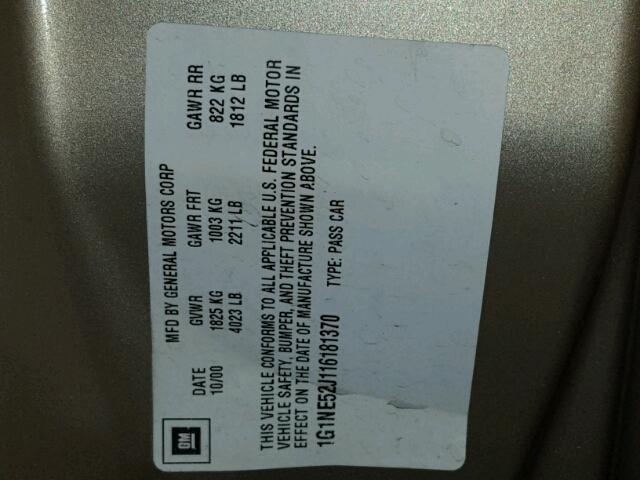 MFD BY GENERAL MOTORS CORP
DATE GVWR GAWR FRT GAWR RR
10/00 1825 KG 1003 KG 822 KG
4023 LB 2211 LB 1812 LB
THIS VEHICLE CONFORMS TO ALL APPLICABLE U.S. FEDERAL MOTOR
VEHICLE SAFETY, BUMPER, AND THEFT PREVENTION STANDARDS IN
EFFECT ON THE DATE OF MANUFACTURE SHOWN ABOVE.
1G1NE52J116181370 TYPE: PASS CAR
GM